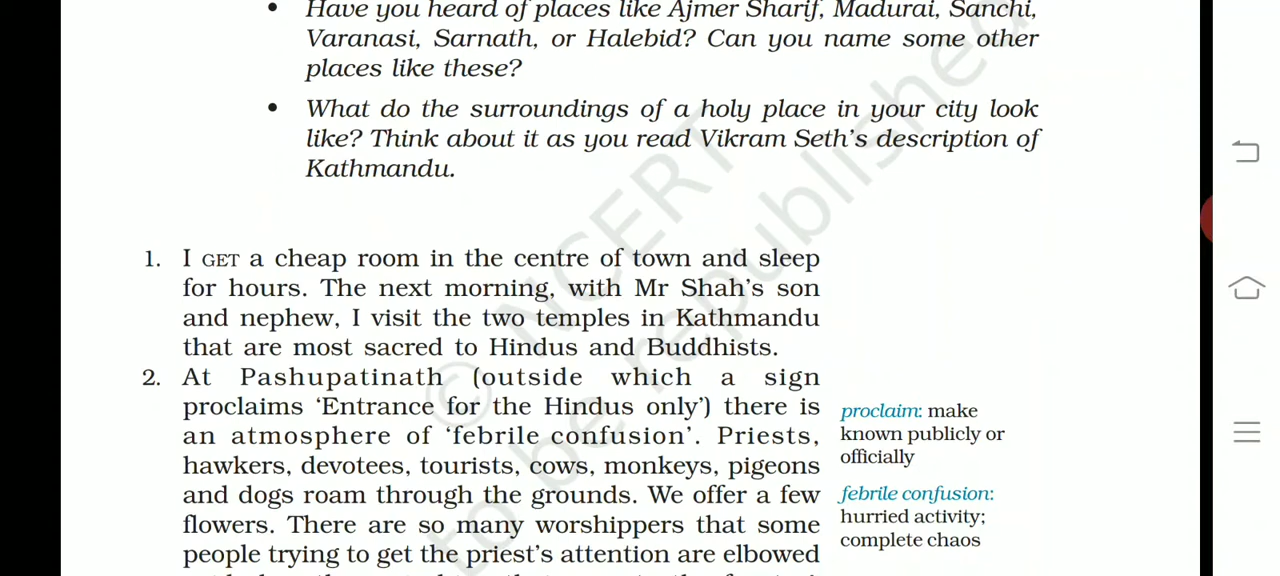 • Have you heard of places like Ajmer Sharif, Madurai, Sanchi,
Varanasi, Sarnath, or Halebid? Can you name some other
places like these?
• What do the surroundings of a holy place in your city look
like? Think about it as you read Vikram Seth's description of
Kathmandu.
1. I GET a cheap room in the centre of town and sleep
for hours. The next morning, with Mr Shah's son
and nephew, I visit the two temples in Kathmandu
that are most sacred to Hindus and Buddhists.
2. At Pashupatinath (outside which a sign
proclaims 'Entrance for the Hindus only') there is
an atmosphere of 'febrile confusion'. Priests,
hawkers, devotees, tourists, cows, monkeys, pigeons
and dogs roam through the grounds. We offer a few
flowers. There are so many worshippers that some
people trying to get the priest's attention are elbowed
proclaim: make
known publicly or
officially
febrile confusion:
hurried activity;
complete chaos
© NCERT
to be republished